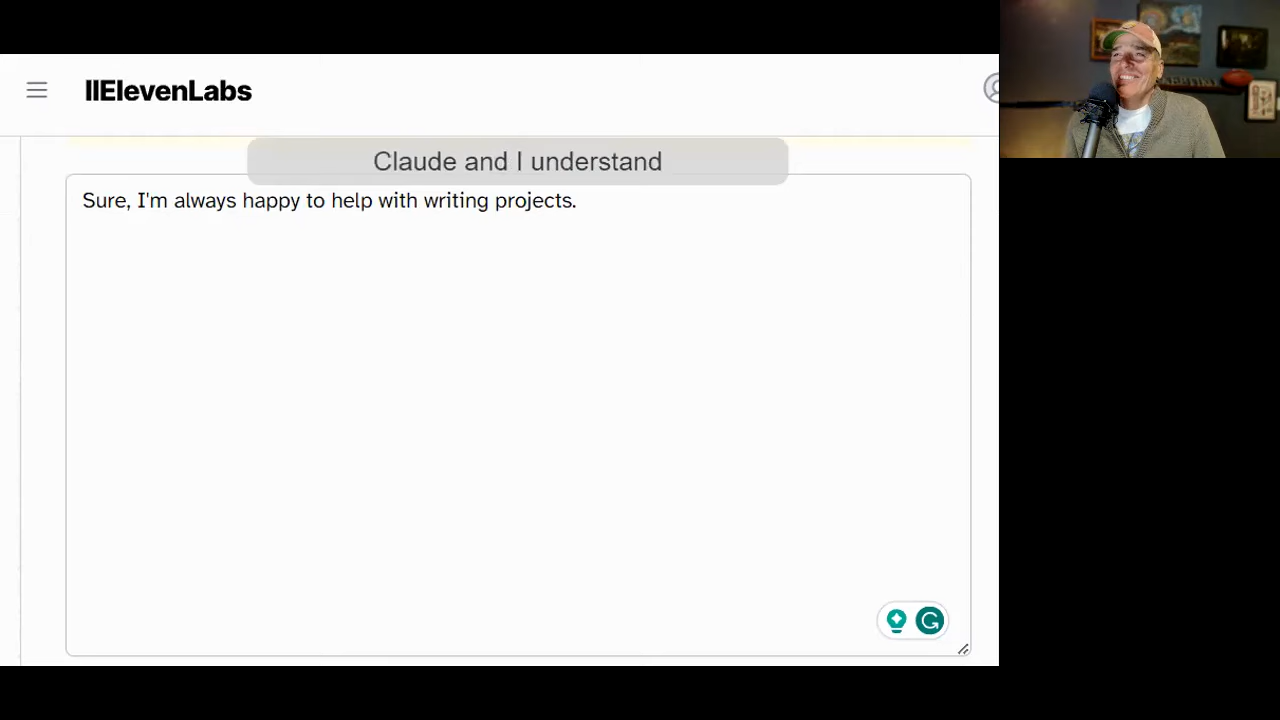 IIElevenLabs
Claude and I understand
Sure, I'm always happy to help with writing projects.